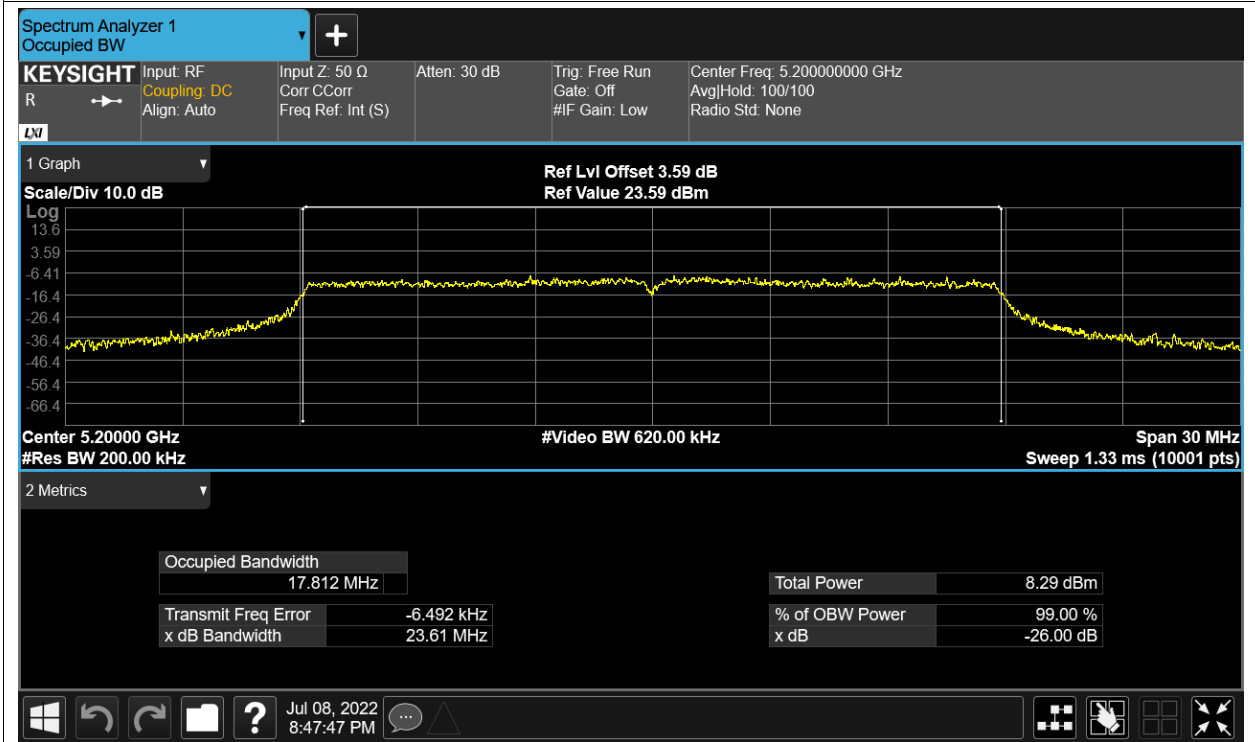 Spectrum Analyzer 1
Occupied BW
KEYSIGHT Input: RF Input Z: 50 Ω Atten: 30 dB Trig: Free Run Center Freq: 5.200000000 GHz
R Coupling: DC Corr CCorr Gate: Off Avg|Hold: 100/100
Align: Auto Freq Ref: Int (S) #IF Gain: Low Radio Std: None
LXI
1 Graph
Ref Lvl Offset 3.59 dB
Scale/Div 10.0 dB Ref Value 23.59 dBm
Log
13.6
3.59
-6.41
-16.4
-26.4
-36.4
-46.4
-56.4
-66.4
Center 5.20000 GHz #Video BW 620.00 kHz Span 30 MHz
#Res BW 200.00 kHz Sweep 1.33 ms (10001 pts)
2 Metrics
Occupied Bandwidth
17.812 MHz Total Power 8.29 dBm
Transmit Freq Error -6.492 kHz % of OBW Power 99.00 %
x dB Bandwidth 23.61 MHz x dB -26.00 dB
? Jul 08, 2022
8:47:47 PM